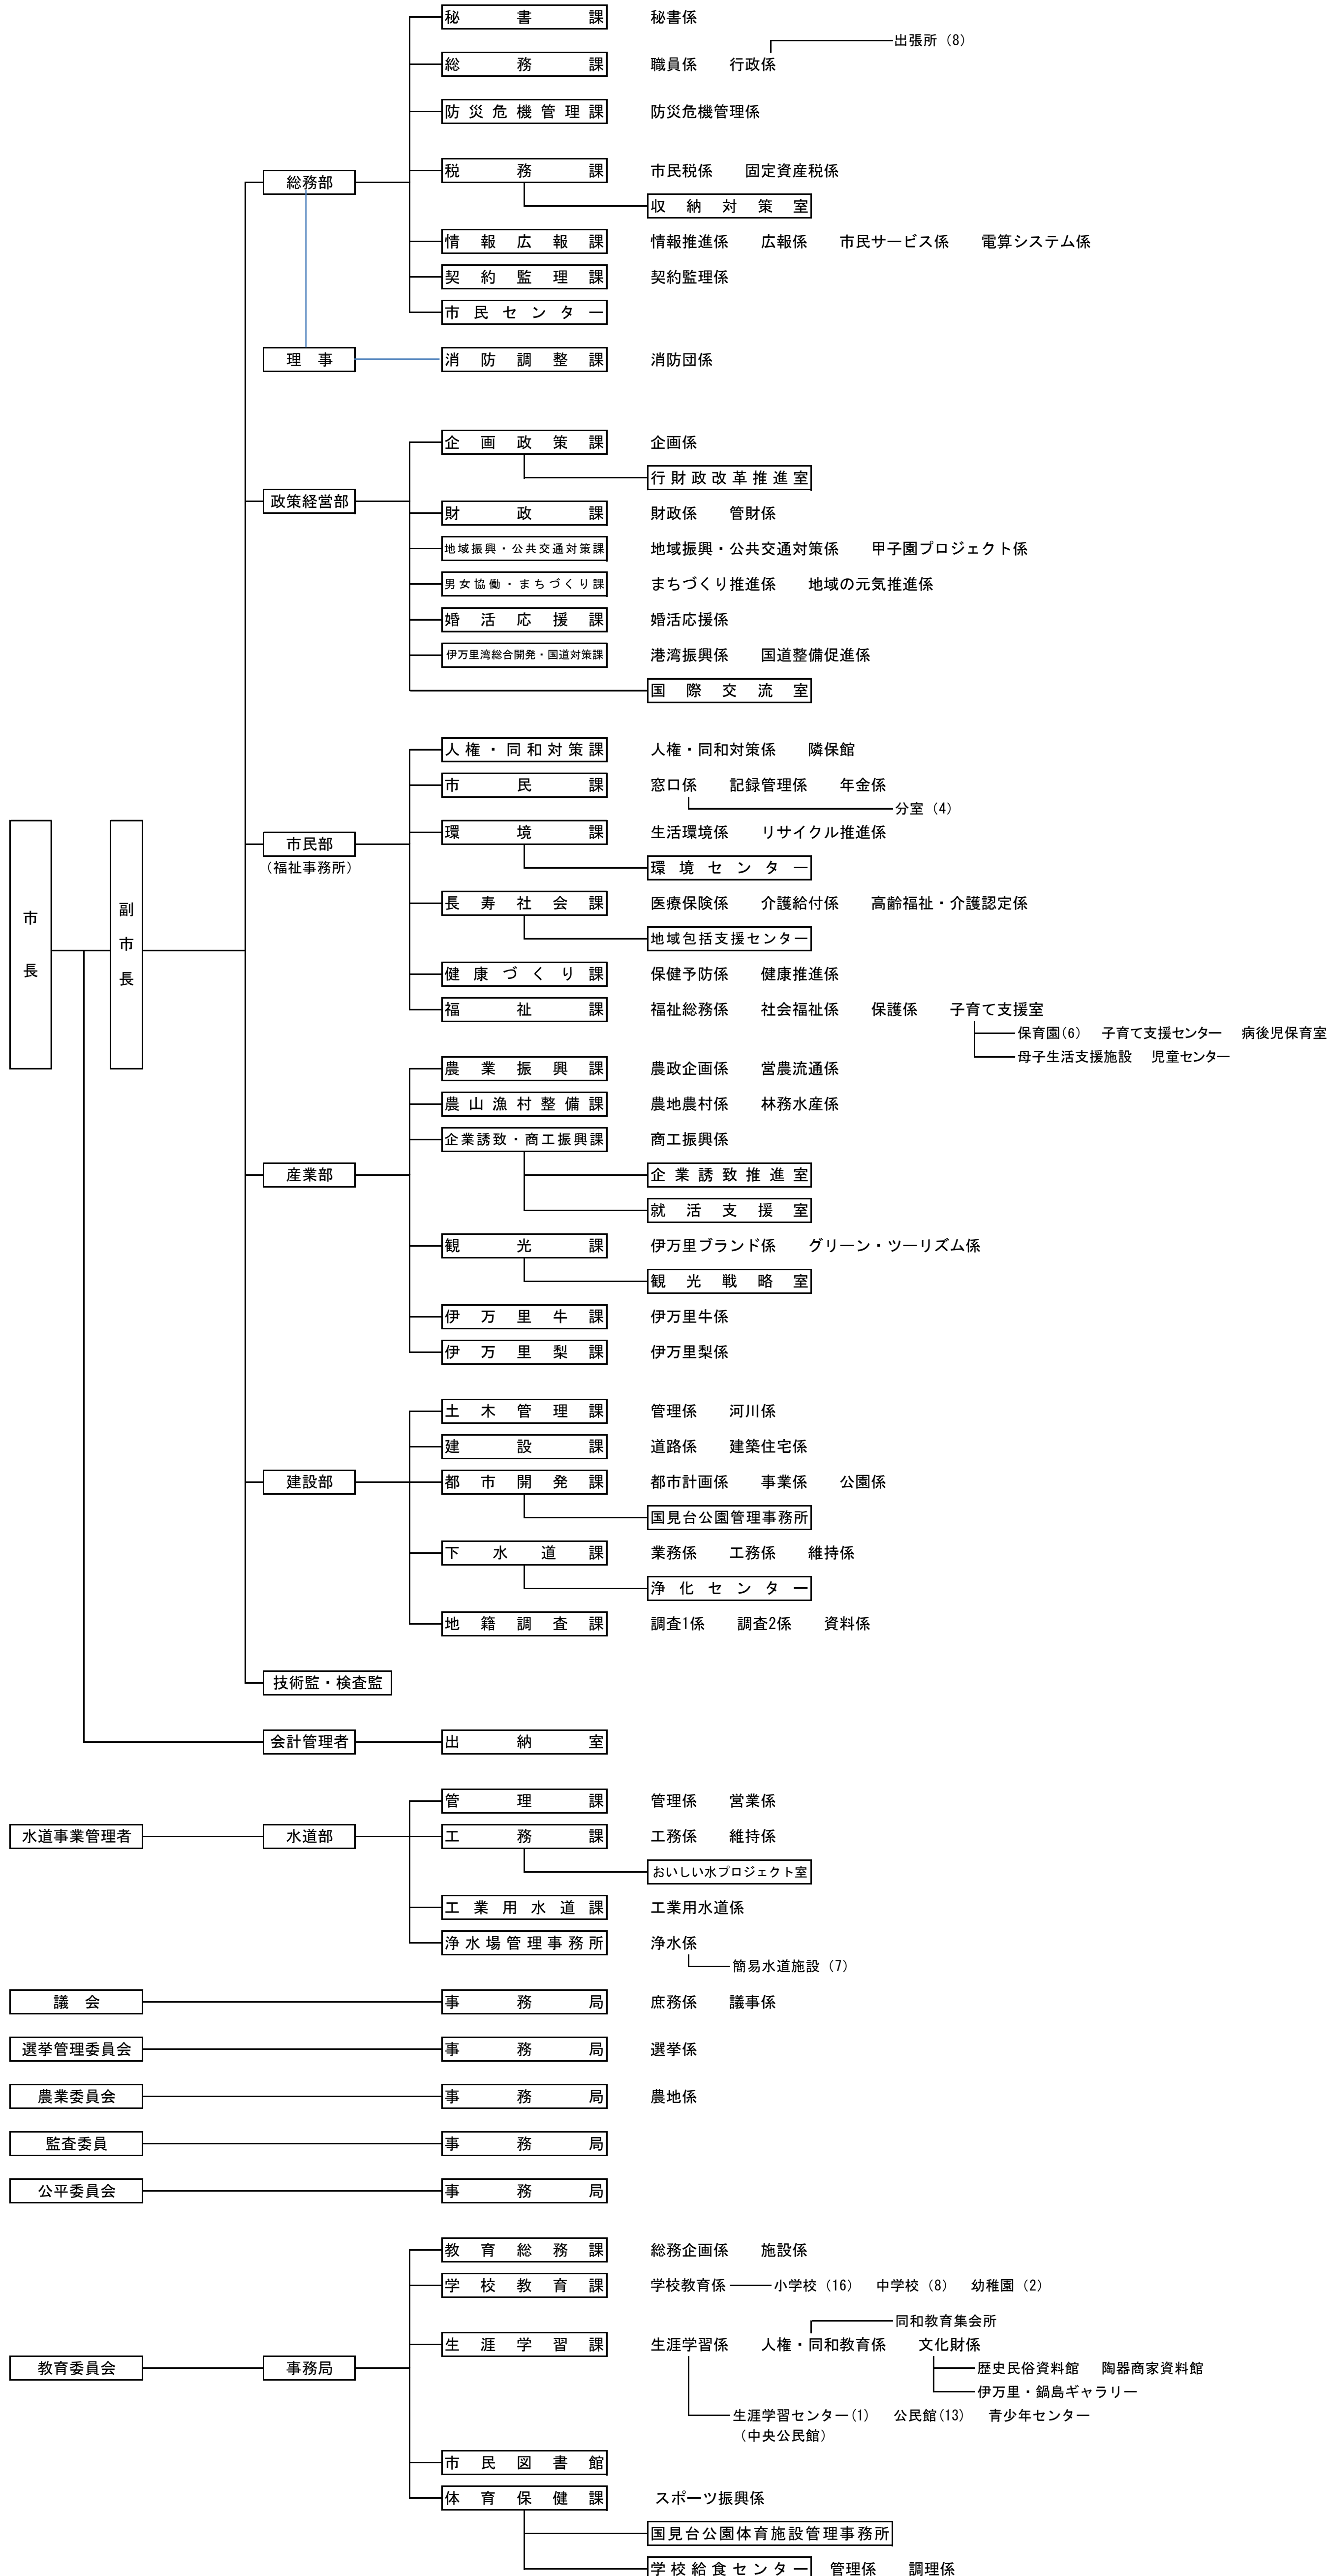 秘書課 秘書係
出張所（8）
総務課 職員係 行政係
防災危機管理課 防災危機管理係
税務課 市民税係 固定資産税係
総務部
収納対策室
情報広報課 情報推進係 広報係 市民サービス係 電算システム係
契約監理課 契約監理係
市民センター
理事 消防調整課 消防団係
企画政策課 企画係
行財政改革推進室
政策経営部
財政課 財政係 管財係
地域振興・公共交通対策課 地域振興・公共交通対策係 甲子園プロジェクト係
男女協働・まちづくり課 まちづくり推進係 地域の元気推進係
婚活応援課 婚活応援係
伊万里湾総合開発・国道対策課 港湾振興係 国道整備促進係
国際交流室
人権・同和対策課 人権・同和対策係 隣保館
市民課 窓口係 記録管理係 年金係
分室（4）
環境課 生活環境係 リサイクル推進係
市民部
（福祉事務所）
環境センター
長寿社会課 医療保険係 介護給付係 高齢福祉・介護認定係
市長
副市長
地域包括支援センター
健康づくり課 保健予防係 健康推進係
福祉課 福祉総務係 社会福祉係 保護係 子育て支援室
保育園(6) 子育て支援センター 病後児保育室
母子生活支援施設 児童センター
農業振興課 農政企画係 営農流通係
農山漁村整備課 農地農村係 林務水産係
企業誘致・商工振興課 商工振興係
産業部 企業誘致推進室
就活支援室
観光課 伊万里ブランド係 グリーン・ツーリズム係
観光戦略室
伊万里牛課 伊万里牛係
伊万里梨課 伊万里梨係
土木管理課 管理係 河川係
建設課 道路係 建築住宅係
建設部 都市開発課 都市計画係 事業係 公園係
国見台公園管理事務所
下水道課 業務係 工務係 維持係
浄化センター
地籍調査課 調査1係 調査2係 資料係
技術監・検査監
会計管理者 出納室
管理課 管理係 営業係
水道事業管理者 水道部 工務課 工務係 維持係
おいしい水プロジェクト室
工業用水道課 工業用水道係
浄水場管理事務所 浄水係
簡易水道施設（7）
議会 事務局 庶務係 議事係
選挙管理委員会 事務局 選挙係
農業委員会 事務局 農地係
監査委員 事務局
公平委員会 事務局
教育総務課 総務企画係 施設係
学校教育課 学校教育係 小学校（16） 中学校（8） 幼稚園（2）
同和教育集会所
生涯学習課 生涯学習係 人権・同和教育係 文化財係
教育委員会 事務局 歴史民俗資料館 陶器商家資料館
伊万里・鍋島ギャラリー
生涯学習センター(1) 公民館(13) 青少年センター
（中央公民館）
市民図書館
体育保健課 スポーツ振興係
国見台公園体育施設管理事務所
学校給食センター 管理係 調理係